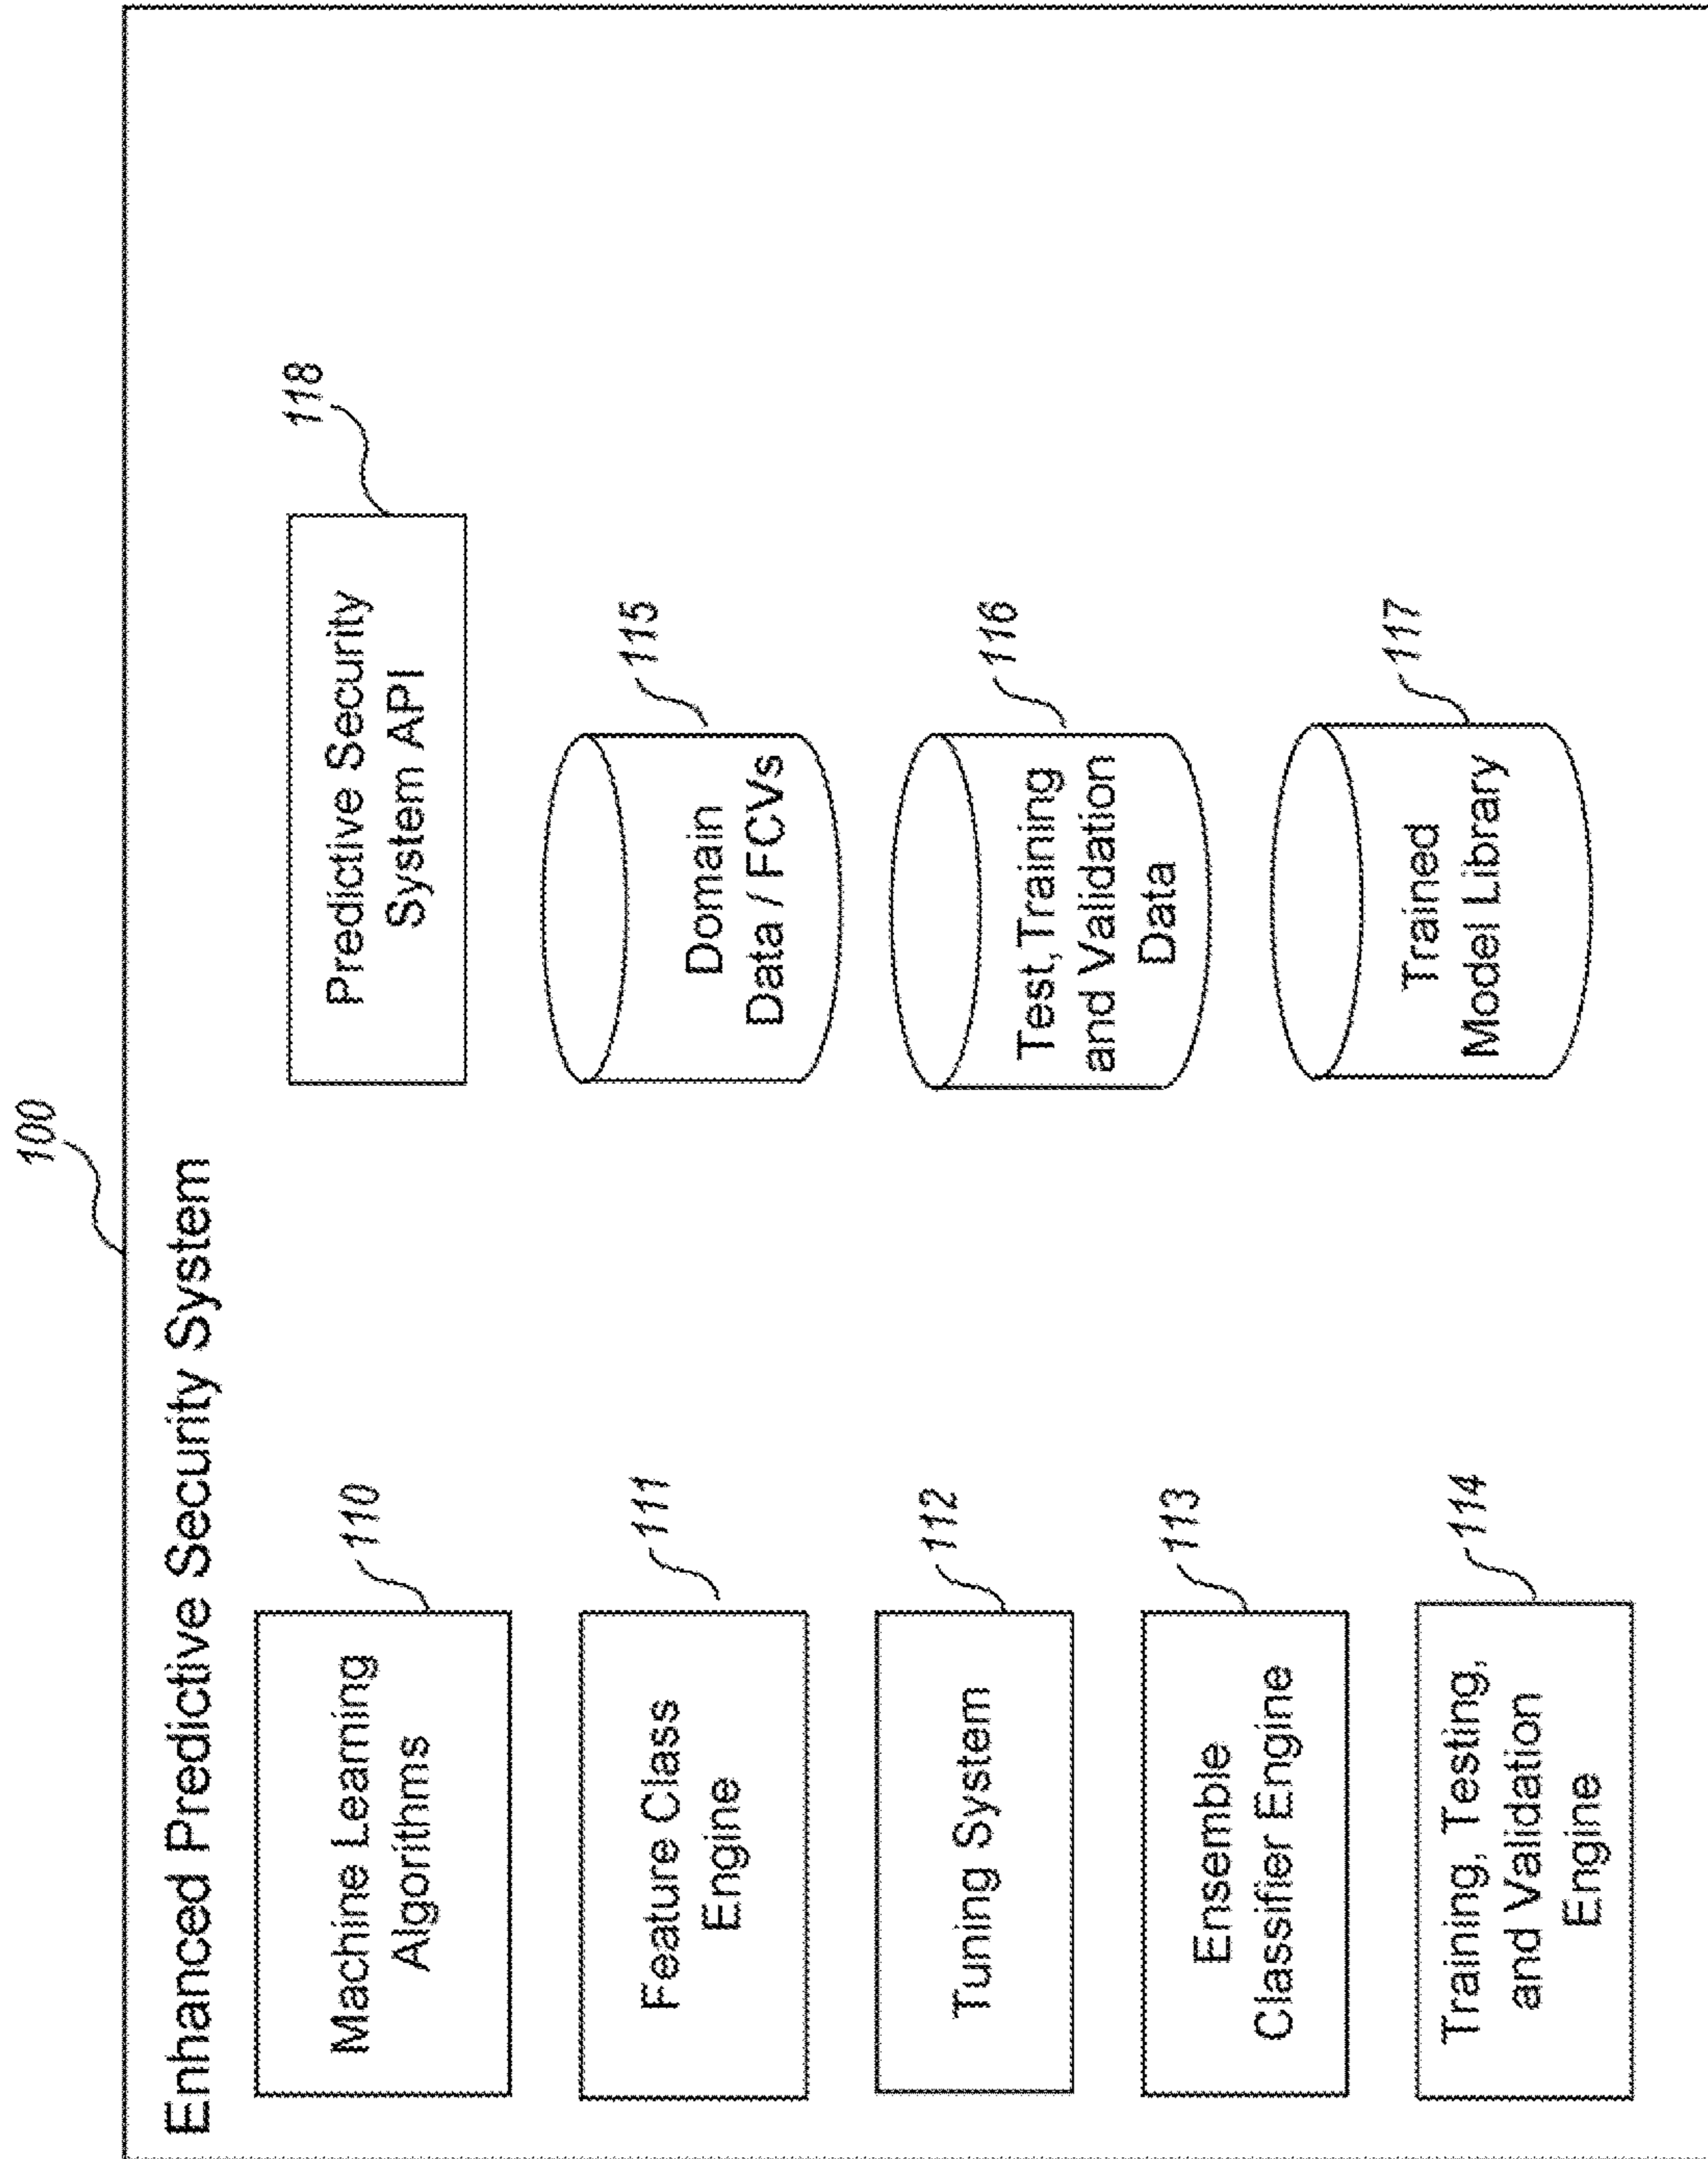 100
Enhanced Predictive Security System
Machine Learning
Algorithms
110
Feature Class
Engine
111
Tuning System
112
Ensemble
Classifier Engine
113
Training, Testing,
and Validation
Engine
114
Predictive Security
System API
118
Domain
Data / FCVs
115
Test,Training
and Validation
Data
116
Trained
Model Library
117